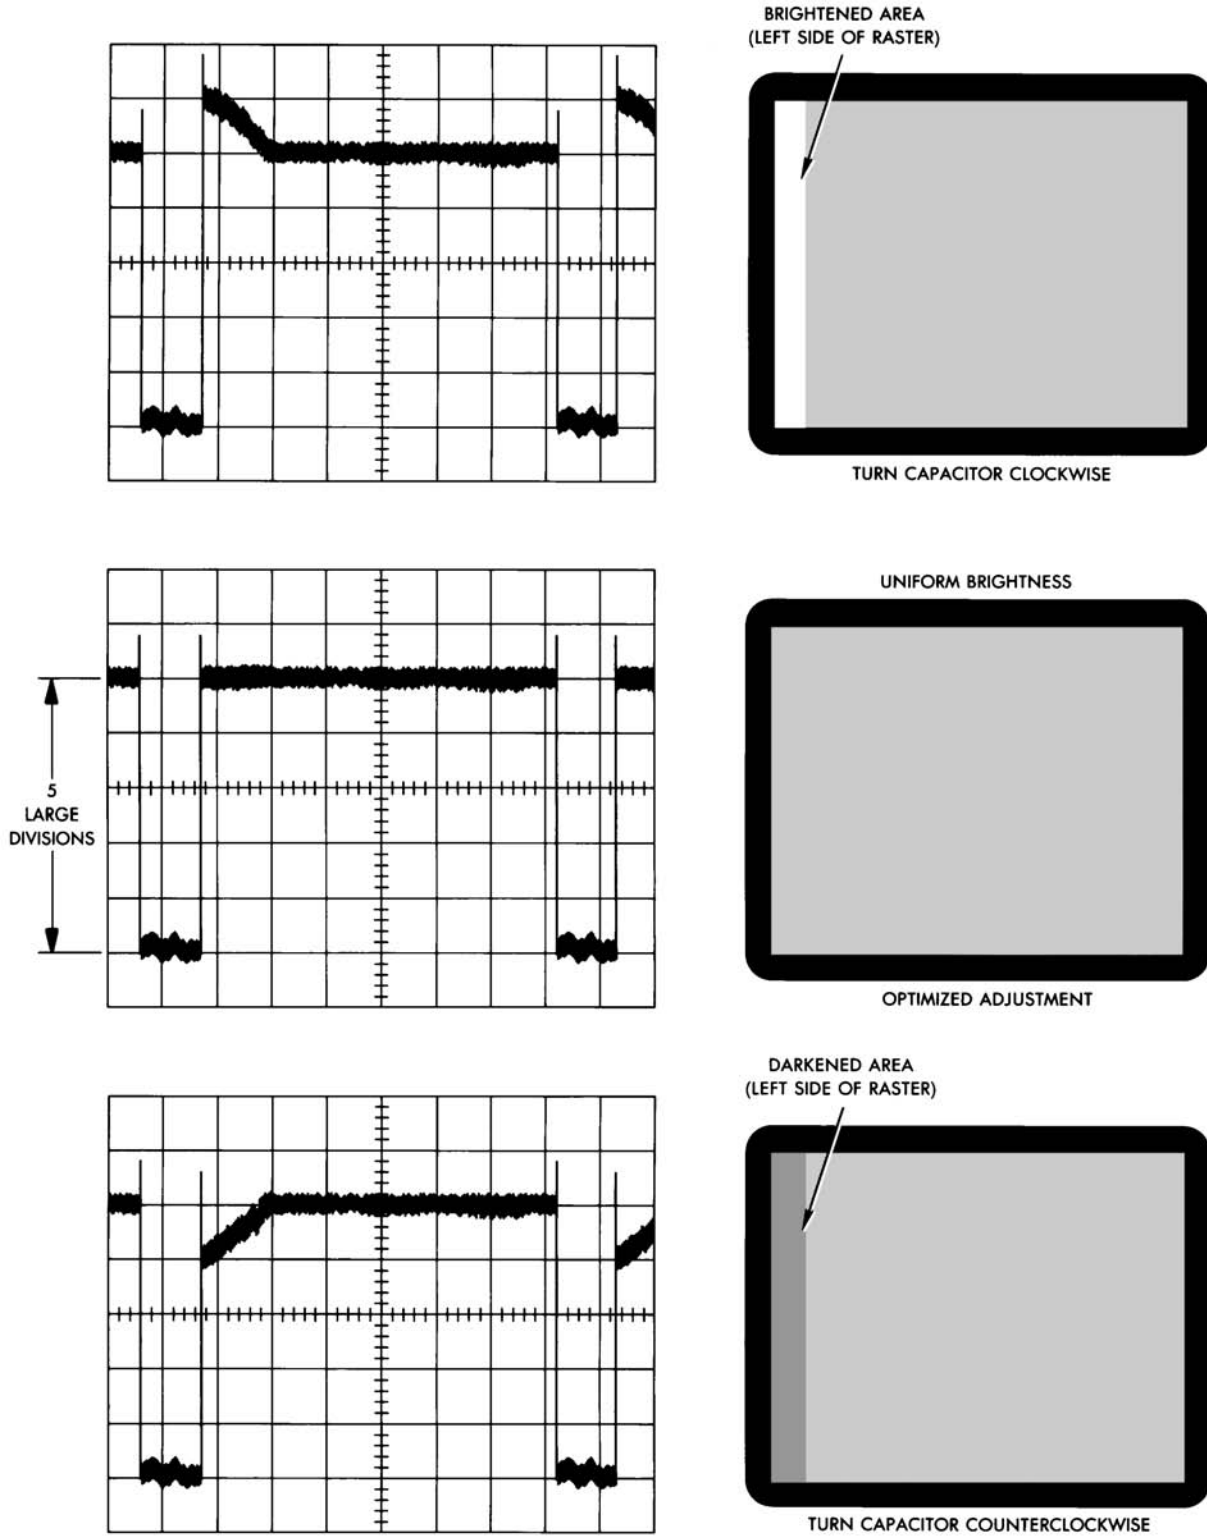 BRIGHTENED AREA
(LEFT SIDE OF RASTER)
TURN CAPACITOR CLOCKWISE
UNIFORM BRIGHTNESS
5
LARGE
DIVISIONS
OPTIMIZED ADJUSTMENT
DARKENED AREA
(LEFT SIDE OF RASTER)
TURN CAPACITOR COUNTERCLOCKWISE